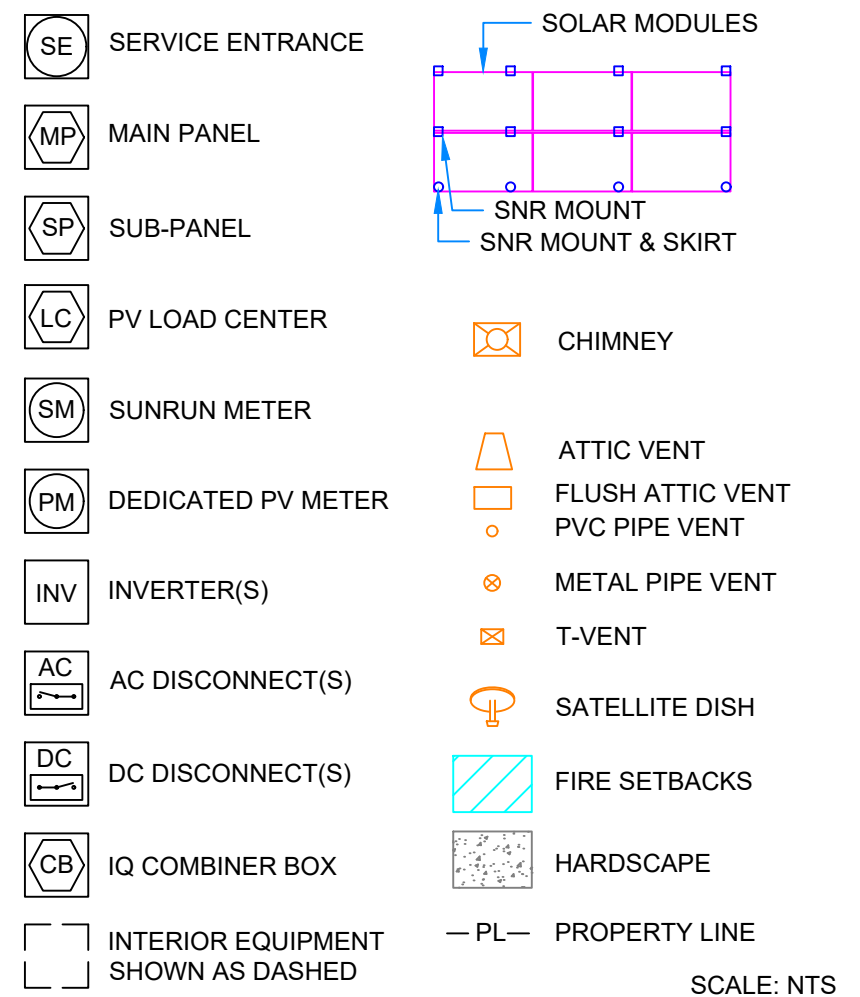 SE SERVICE ENTRANCE
MP MAIN PANEL
SP SUB-PANEL
LC PV LOAD CENTER
SM SUNRUN METER
PM DEDICATED PV METER
INV INVERTER(S)
AC AC DISCONNECT(S)
DC DC DISCONNECT(S)
CB IQ COMBINER BOX
INTERIOR EQUIPMENT
SHOWN AS DASHED
SOLAR MODULES
SNR MOUNT
SNR MOUNT & SKIRT
CHIMNEY
ATTIC VENT
FLUSH ATTIC VENT
PVC PIPE VENT
METAL PIPE VENT
T-VENT
SATELLITE DISH
FIRE SETBACKS
HARDSCAPE
PL PROPERTY LINE
SCALE: NTS